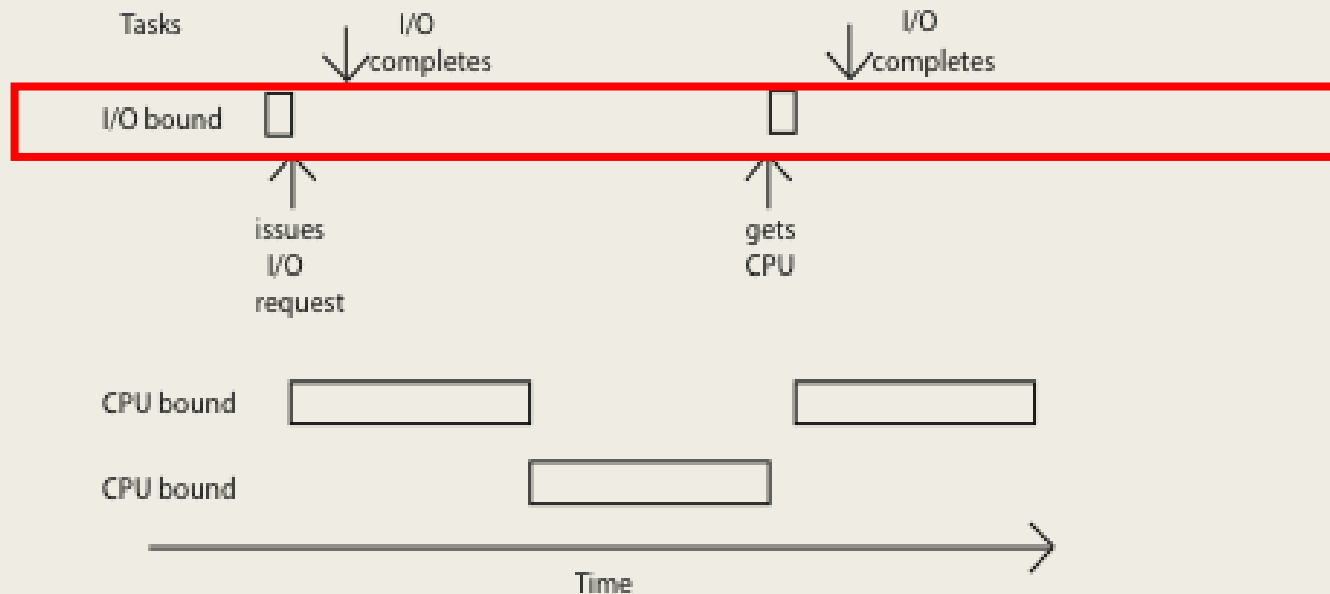 Tasks
I/O
completes
I/O
completes
I/O bound
issues
I/O
request
gets
CPU
CPU bound
CPU bound
Time